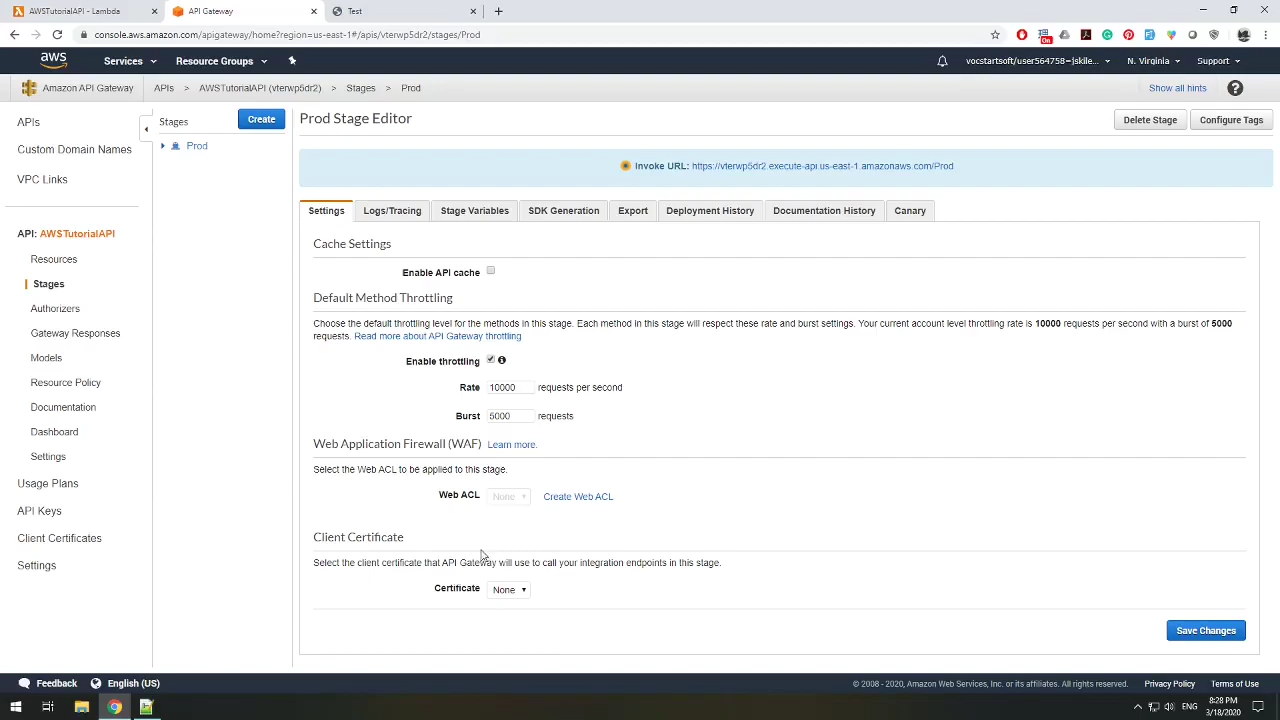 AWSTutorialAPI - Lambda
API Gateway
Test
console.aws.amazon.com/apigateway/home?region=us-east-1#/apis/vterwp5dr2/stages/Prod
On
aws
Services
Resource Groups
vocstartsoft/user564758=jskile...
N. Virginia
Support
Amazon API Gateway
APIs > AWSTutorialAPI (vterwp5dr2) > Stages > Prod
Show all hints
APIs
Custom Domain Names
VPC Links
API: AWSTutorialAPI
Resources
Stages
Authorizers
Gateway Responses
Models
Resource Policy
Documentation
Dashboard
Settings
Usage Plans
API Keys
Client Certificates
Settings
Stages
Create
Prod
Prod Stage Editor
Delete Stage
Configure Tags
Invoke URL: https://vterwp5dr2.execute-api.us-east-1.amazonaws.com/Prod
Settings
Logs/Tracing
Stage Variables
SDK Generation
Export
Deployment History
Documentation History
Canary
Cache Settings
Enable API cache
Default Method Throttling
Choose the default throttling level for the methods in this stage. Each method in this stage will respect these rate and burst settings. Your current account level throttling rate is 10000 requests per second with a burst of 5000
requests. Read more about API Gateway throttling
Enable throttling
Rate 10000 requests per second
Burst 5000 requests
Web Application Firewall (WAF) Learn more.
Select the Web ACL to be applied to this stage.
Web ACL None Create Web ACL
Client Certificate
Select the client certificate that API Gateway will use to call your integration endpoints in this stage.
Certificate None
Save Changes
Feedback
English (US)
© 2008 - 2020, Amazon Web Services, Inc. or its affiliates. All rights reserved.
Privacy Policy
Terms of Use
ENG
8:28 PM
3/18/2020